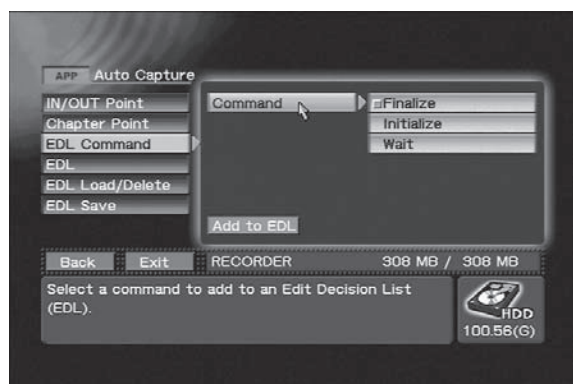 APP Auto Capture
IN/OUT Point
Chapter Point
EDL Command
EDL
EDL Load/Delete
EDL Save
Command
Finalize
Initialize
Wait
Add to EDL
Back Exit RECORDER 308 MB / 308 MB
Select a command to add to an Edit Decision List
(EDL).
HDD
100.56(G)